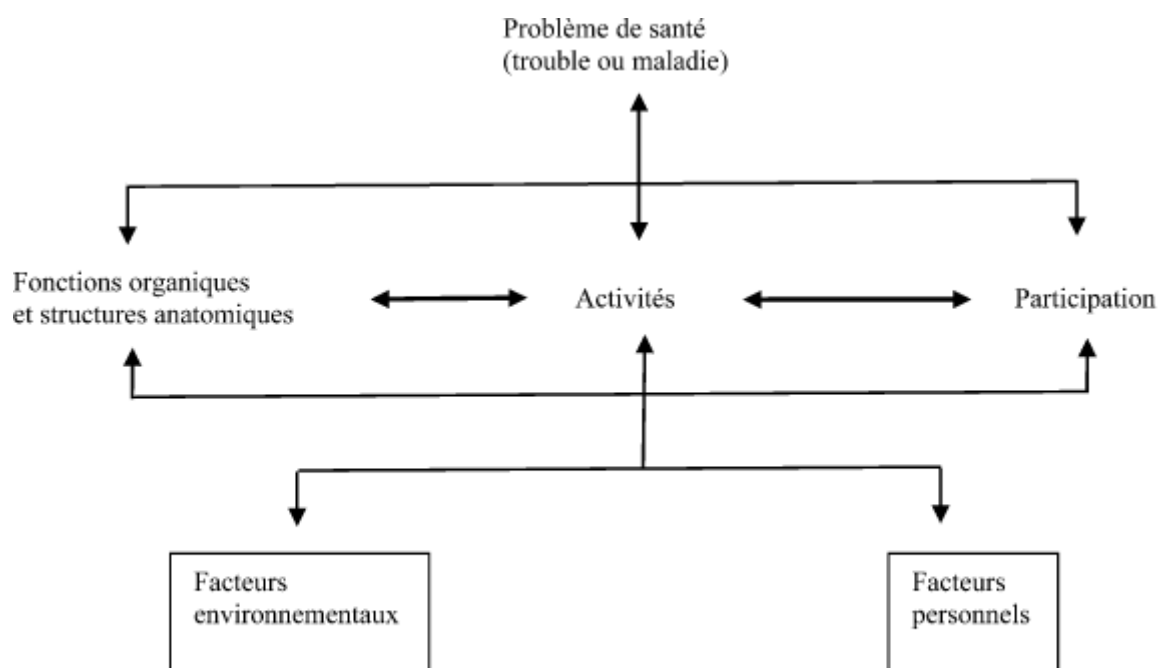 Problème de santé
(trouble ou maladie)
Fonctions organiques
et structures anatomiques
Activités
Participation
Facteurs
environnementaux
Facteurs
personnels